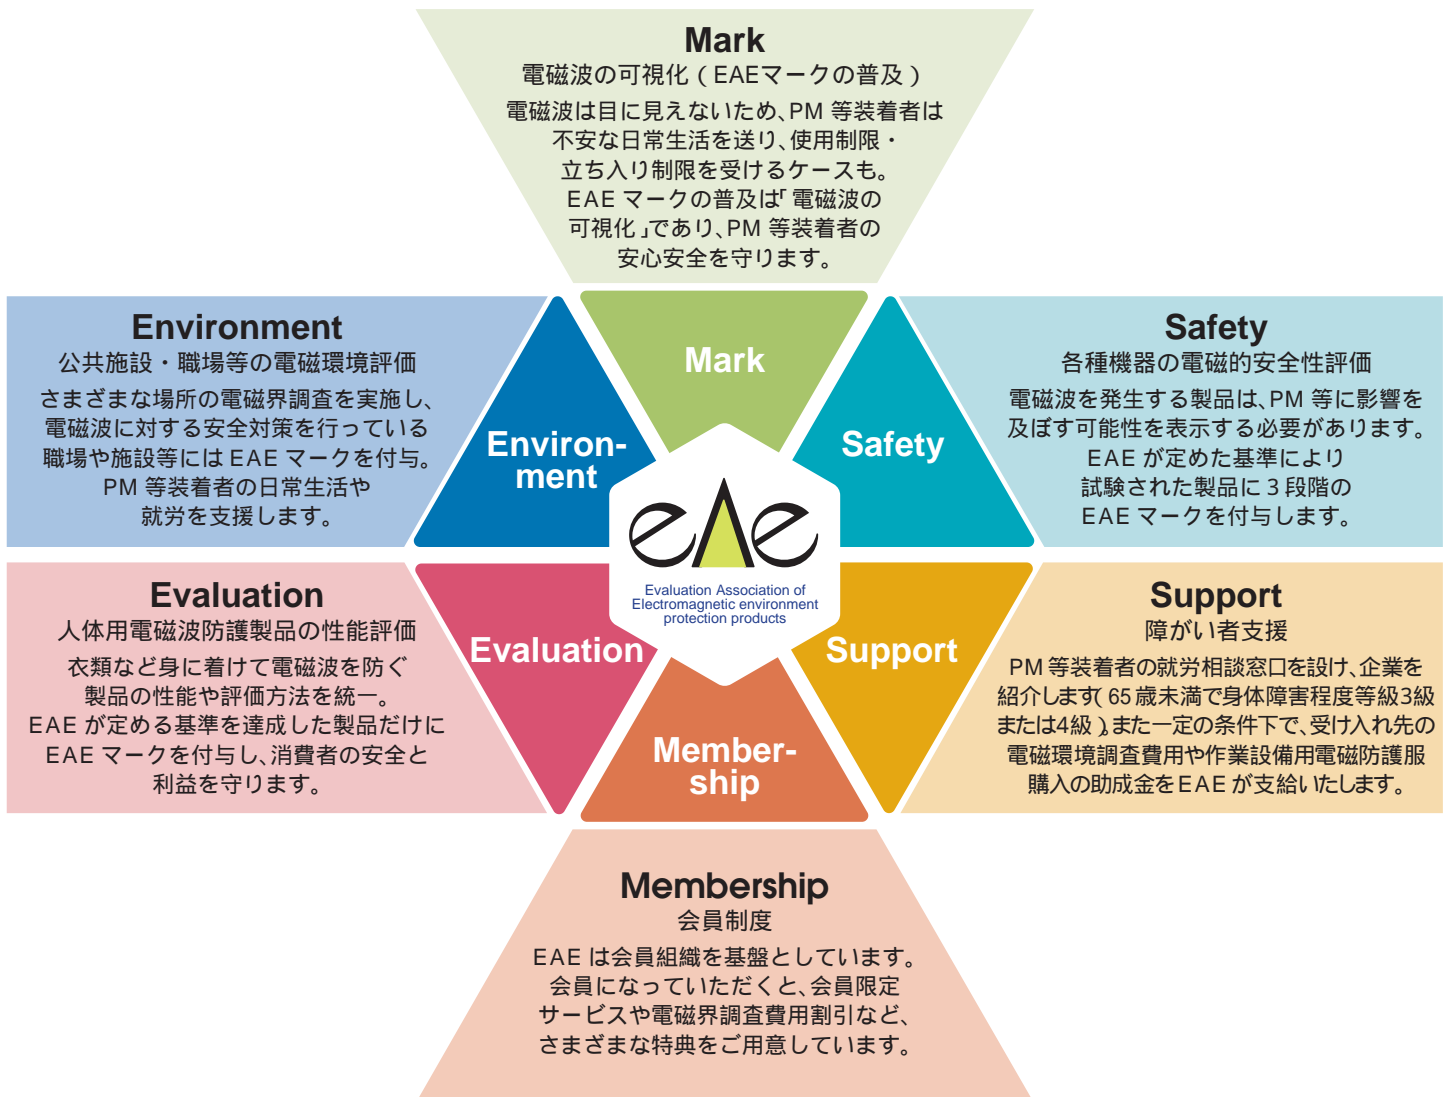 Mark
電磁波の可視化(EAEマークの普及)
電磁波は目に見えないため、PM 等装着者は
不安な日常生活を送り、使用制限・
立ち入り制限を受けるケースも。
EAE マークの普及は「電磁波の
可視化」であり、PM 等装着者の
安心安全を守ります。
Environment
公共施設・職場等の電磁環境評価
さまざまな場所の電磁界調査を実施し、
電磁波に対する安全対策を行っている
職場や施設等には EAE マークを付与。
PM 等装着者の日常生活や
就労を支援します。
Mark
Environ-
ment
Safety
Safety
各種機器の電磁的安全性評価
電磁波を発生する製品は、PM 等に影響を
及ぼす可能性を表示する必要があります。
EAE が定めた基準により
試験された製品に 3 段階の
EAE マークを付与します。
eAe
Evaluation Association of
Electromagnetic environment
protection products
Evaluation
人体用電磁波防護製品の性能評価
衣類など身に着けて電磁波を防ぐ
製品の性能や評価方法を統一。
EAE が定める基準を達成した製品だけに
EAE マークを付与し、消費者の安全と
利益を守ります。
Evaluation
Support
Member-
ship
Support
障がい者支援
PM 等装着者の就労相談窓口を設け、企業を
紹介します(65 歳未満で身体障害程度等級3級
または4級)。また一定の条件下で、受け入れ先の
電磁環境調査費用や作業設備用電磁防護服
購入の助成金をEAE が支給いたします。
Membership
会員制度
EAE は会員組織を基盤としています。
会員になっていただくと、会員限定
サービスや電磁界調査費用割引など、
さまざまな特典をご用意しています。